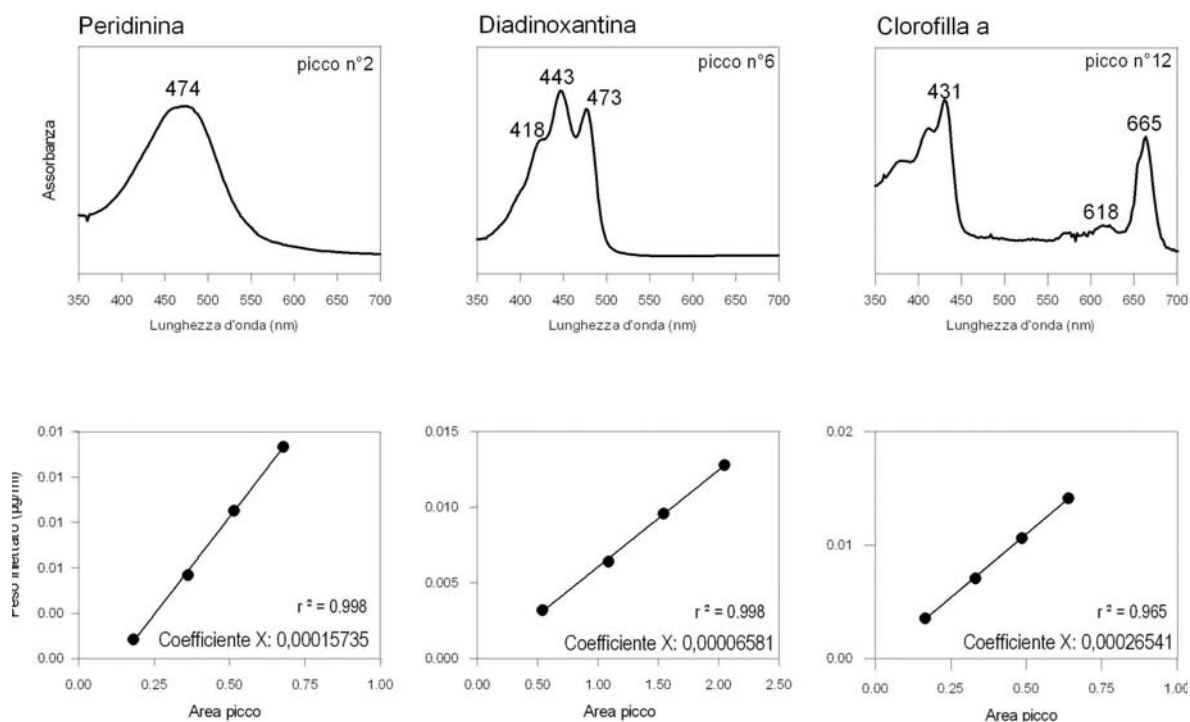 Peridinina
picco n°2
474
Assorbanza
350 400 450 500 550 600 650 700
Lunghezza d'onda (nm)
Diadinoxantina
picco n°6
443
473
418
350 400 450 500 550 600 650 700
Lunghezza d'onda (nm)
Clorofilla a
picco n°12
431
665
618
350 400 450 500 550 600 650 700
Lunghezza d'onda (nm)
0.01
0.01
0.01
0.01
0.00
0.00
r² = 0.998
Coefficiente X: 0,00015735
0.00 0.25 0.50 0.75 1.00
Area picco
0.015
0.010
0.005
0.000
r² = 0.998
Coefficiente X: 0,00006581
0.00 0.50 1.00 1.50 2.00 2.50
Area picco
0.02
0.01
0.00
r² = 0.965
Coefficiente X: 0,00026541
0.00 0.25 0.50 0.75 1.00
Area picco